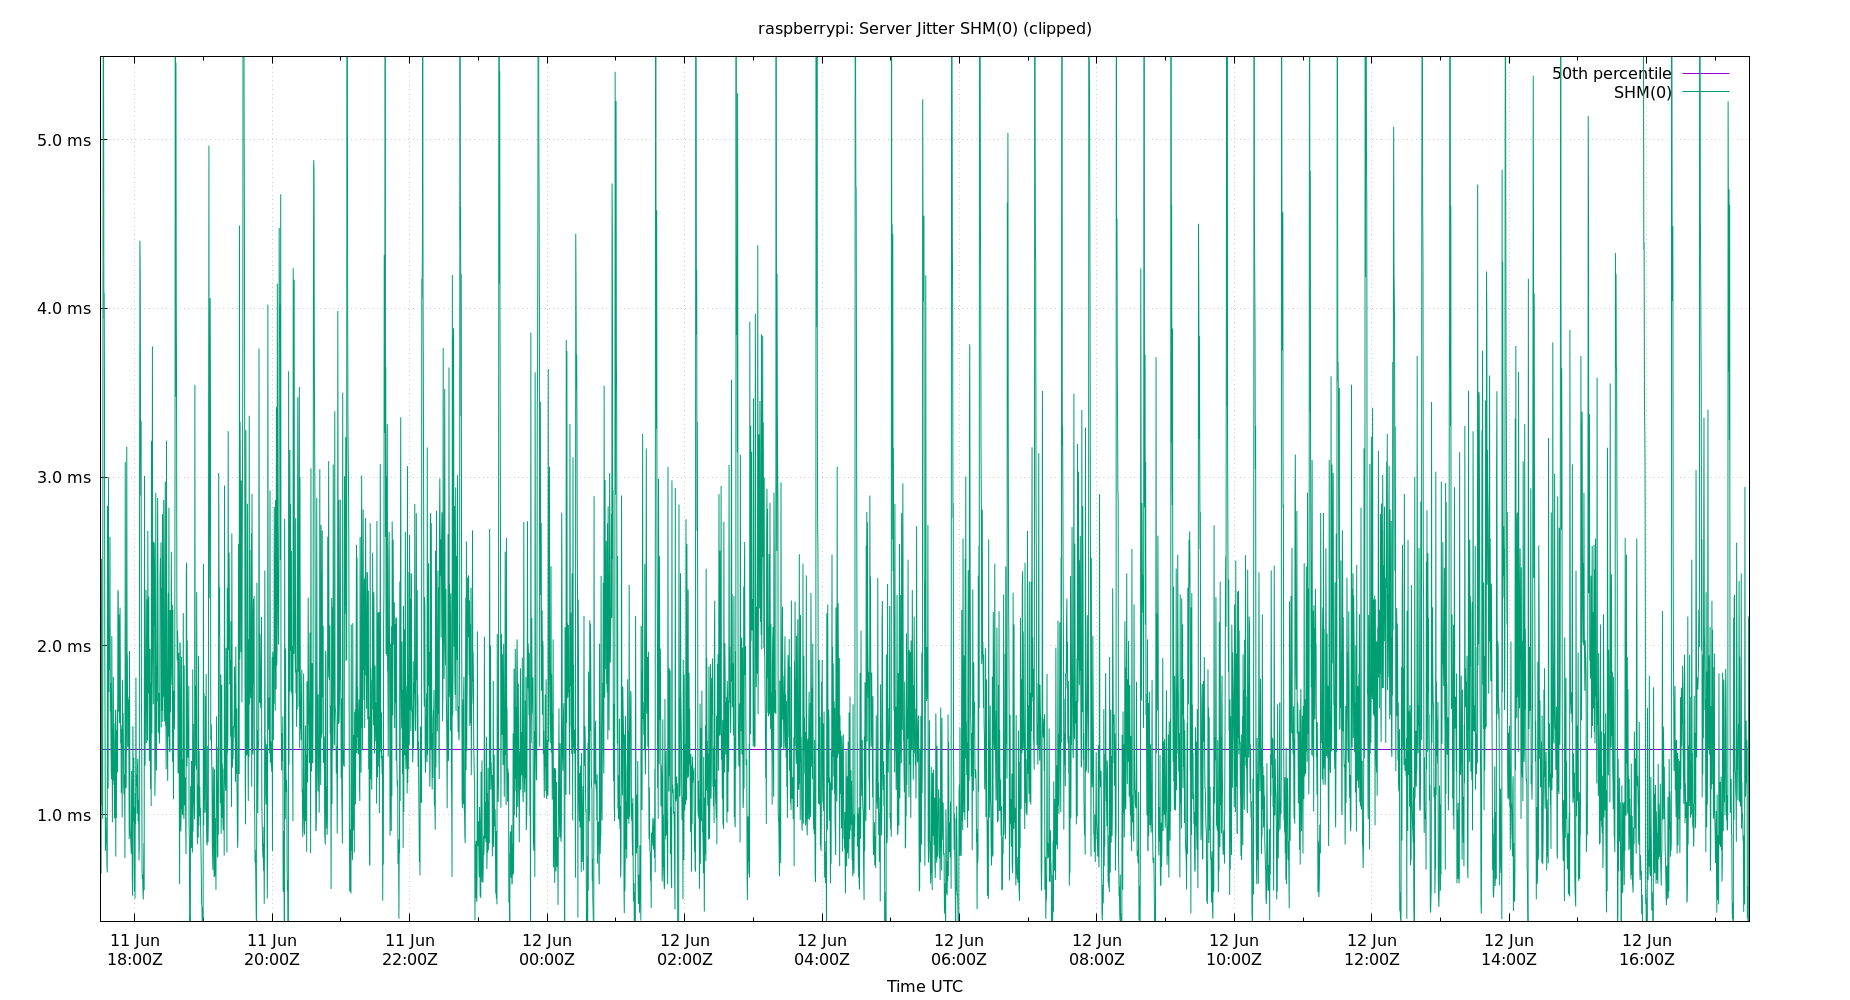 raspberrypi: Server Jitter SHM(0) (clipped)
50th percentile
SHM(0)
5.0 ms
4.0 ms
3.0 ms
2.0 ms
1.0 ms
11 Jun 11 Jun 11 Jun 12 Jun 12 Jun 12 Jun 12 Jun 12 Jun 12 Jun 12 Jun 12 Jun 12 Jun
18:00Z 20:00Z 22:00Z 00:00Z 02:00Z 04:00Z 06:00Z 08:00Z 10:00Z 12:00Z 14:00Z 16:00Z
Time UTC